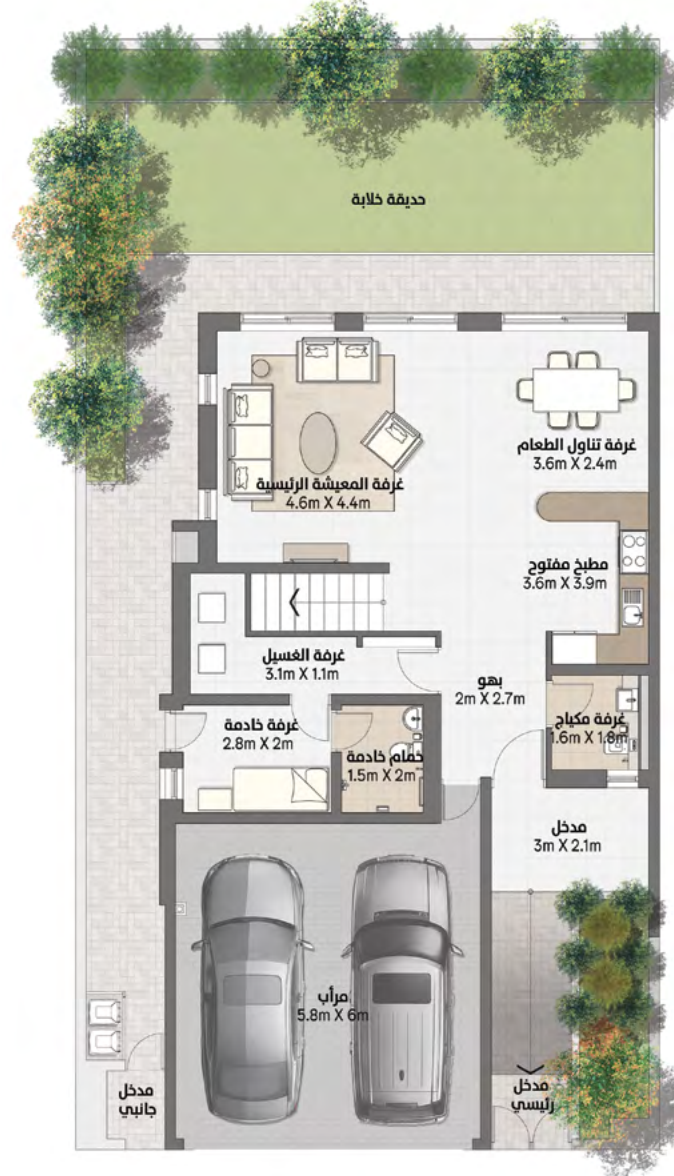 حديقة خلابة
غرفة تناول الطعام
3.6m X 2.4m
غرفة المعيشة الرئيسية
4.6m X 4.4m
مطبخ مفتوح
3.6m X 3.9m
غرفة الغسيل
3.1m X 1.1m
بهو
2m X 2.7m
غرفة مكياج
1.6m X 1.8m
غرفة خادمة
2.8m X 2m
حمام خادمة
1.5m X 2m
مدخل
3m X 2.1m
مرأب
5.8m X 6m
مدخل
رئيسي
مدخل
جانبي